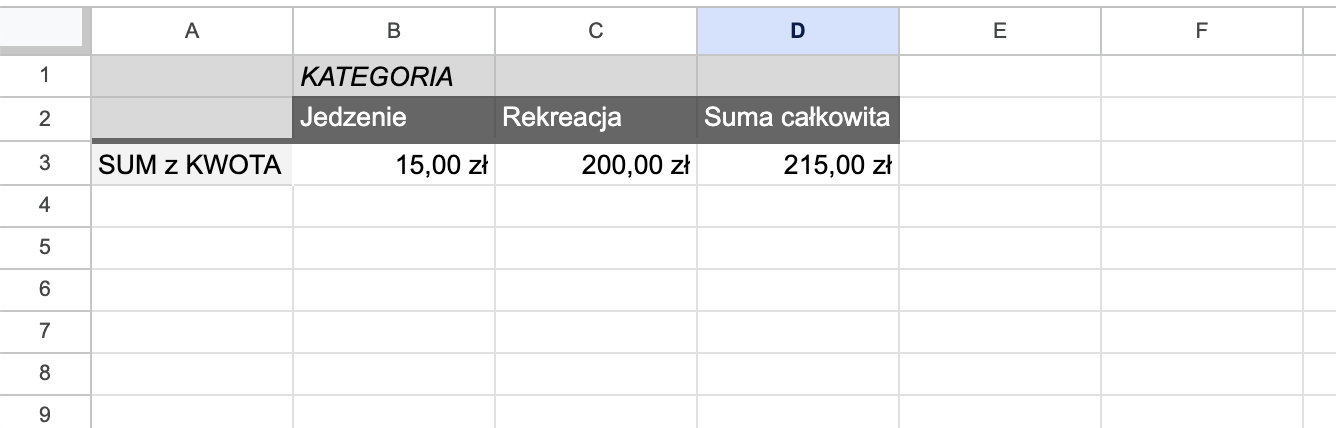 A B C D E F
1 KATEGORIA
2 Jedzenie Rekreacja Suma całkowita
3 SUM z KWOTA 15,00 zł 200,00 zł 215,00 zł
4
5
6
7
8
9